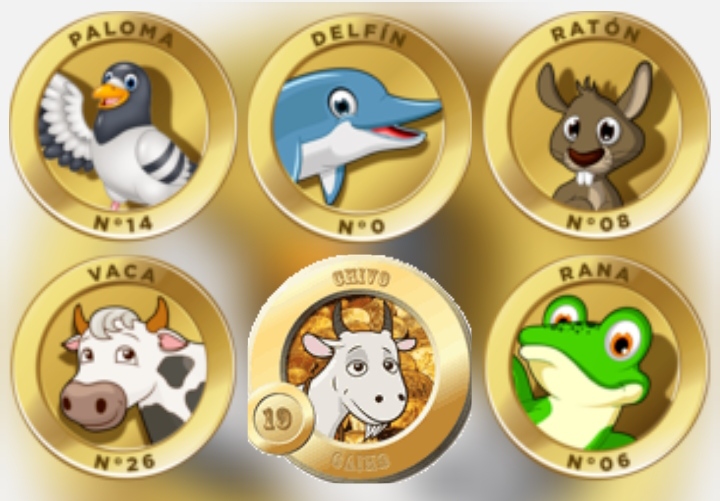 PALOMA
N°14
DELFÍN
N°0
RATÓN
N°08
VACA
N°26
CHIVO
19
RANA
N°06